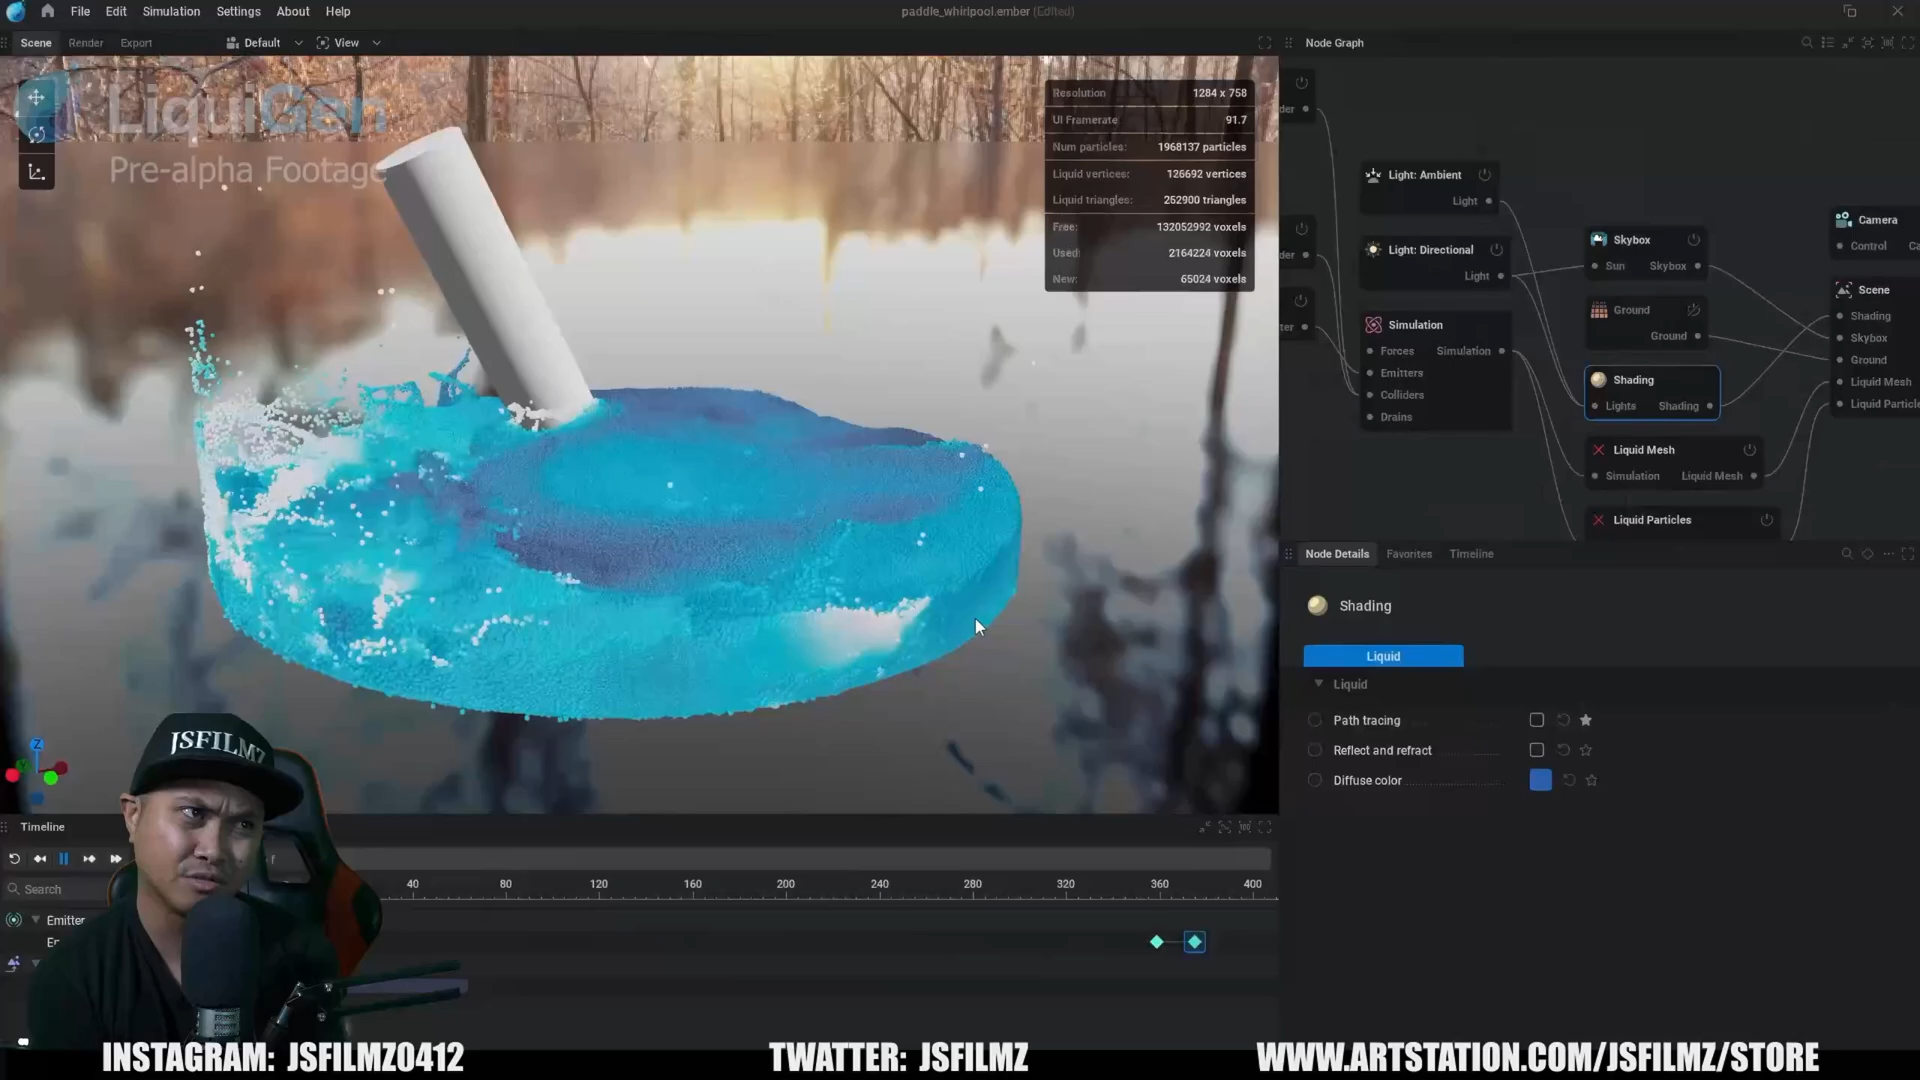 File Edit Simulation Settings About Help
paddle_whirlpool.ember (Edited)
Scene Render Export Default View
Node Graph
LiquiGen
Pre-alpha Footage
Resolution 1284 x 758
UI Framerate 91.7
Num particles: 1968137 particles
Liquid vertices: 126692 vertices
Liquid triangles: 252900 triangles
Free: 132052992 voxels
Used: 2164224 voxels
New: 65024 voxels
der
der
ter
Light: Ambient
Light
Light: Directional
Light
Simulation
Forces Simulation
Emitters
Colliders
Drains
Skybox
Sun Skybox
Ground
Ground
Shading
Lights Shading
Liquid Mesh
Simulation Liquid Mesh
Liquid Particles
Camera
Control Ca
Scene
Shading
Skybox
Ground
Liquid Mesh
Liquid Particle
Node Details Favorites Timeline
Shading
Liquid
Liquid
Path tracing
Reflect and refract
Diffuse color
Z
Y
Timeline
f
Search
40 80 120 160 200 240 280 320 360 400
Emitter
JSFILMZ
INSTAGRAM: JSFILMZ0412
TWATTER: JSFILMZ
WWW.ARTSTATION.COM/JSFILMZ/STORE